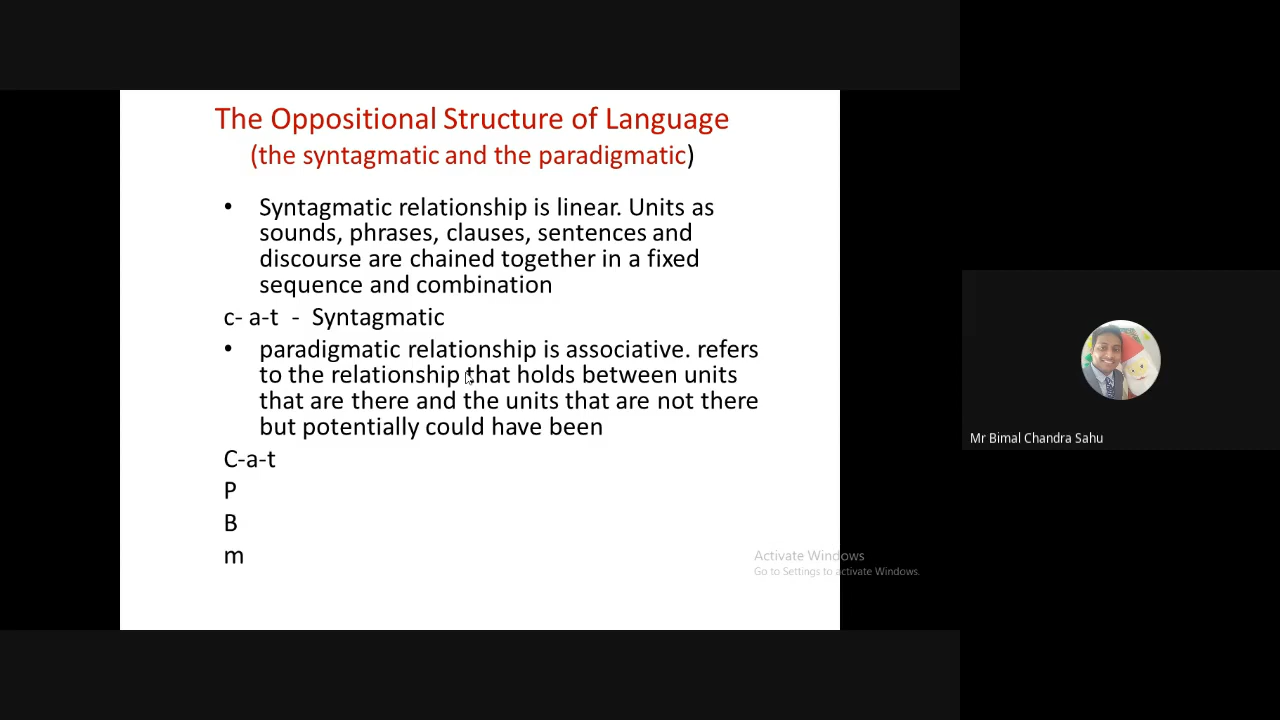 The Oppositional Structure of Language
(the syntagmatic and the paradigmatic)
• Syntagmatic relationship is linear. Units as
sounds, phrases, clauses, sentences and
discourse are chained together in a fixed
sequence and combination
c- a-t - Syntagmatic
• paradigmatic relationship is associative. refers
to the relationship that holds between units
that are there and the units that are not there
but potentially could have been
C-a-t
P
B
m
Activate Windows
Go to Settings to activate Windows.
Mr Bimal Chandra Sahu